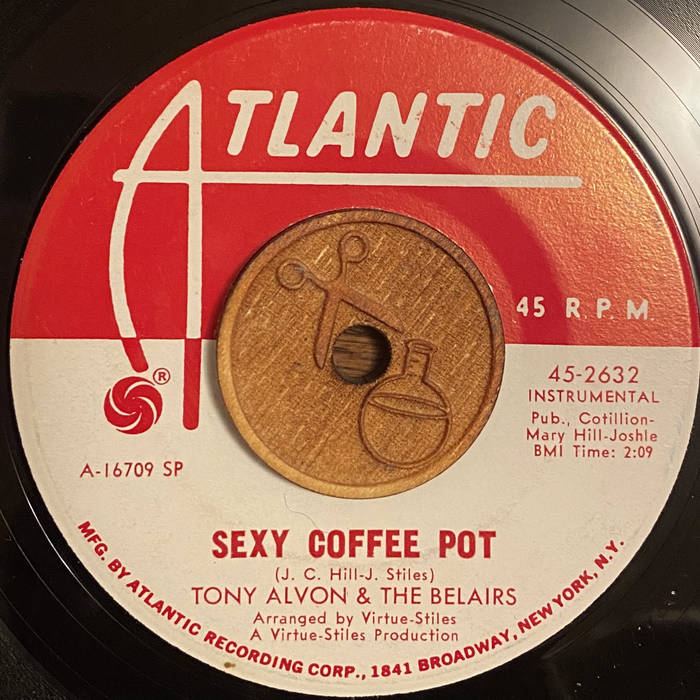 ATLANTIC
45 R P M
®
45-2632
INSTRUMENTAL
Pub., Cotillion-
Mary Hill-Joshle
BMI Time: 2:09
A-16709 SP
SEXY COFFEE POT
(J. C. Hill-J. Stiles)
TONY ALVON & THE BELAIRS
Arranged by Virtue-Stiles
A Virtue-Stiles Production
MFG. BY ATLANTIC RECORDING CORP., 1841 BROADWAY, NEW YORK, N.Y.